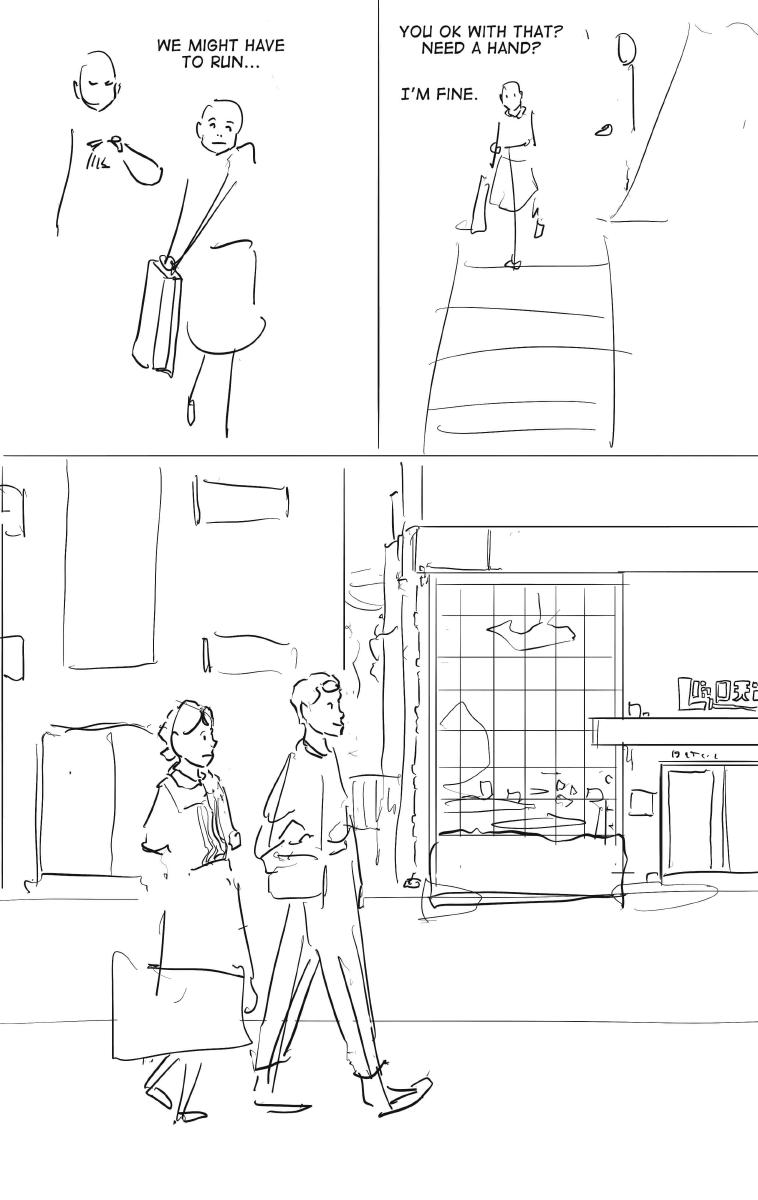 WE MIGHT HAVE
TO RUN...
YOU OK WITH THAT?
NEED A HAND?
I'M FINE.